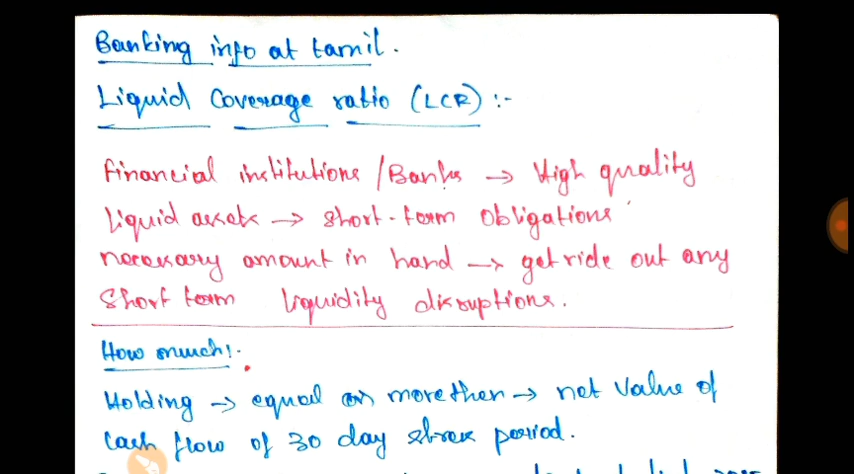 Banking info at tamil.
Liquid Coverage ratio (LCR) :-
Financial institutions / Banks → High quality
Liquid assets → short-term obligations
necessary amount in hand → get ride out any
Short term liquidity disruptions.
How much :-
Holding → equal or more then → net value of
Cash flow of 30 day stress period.